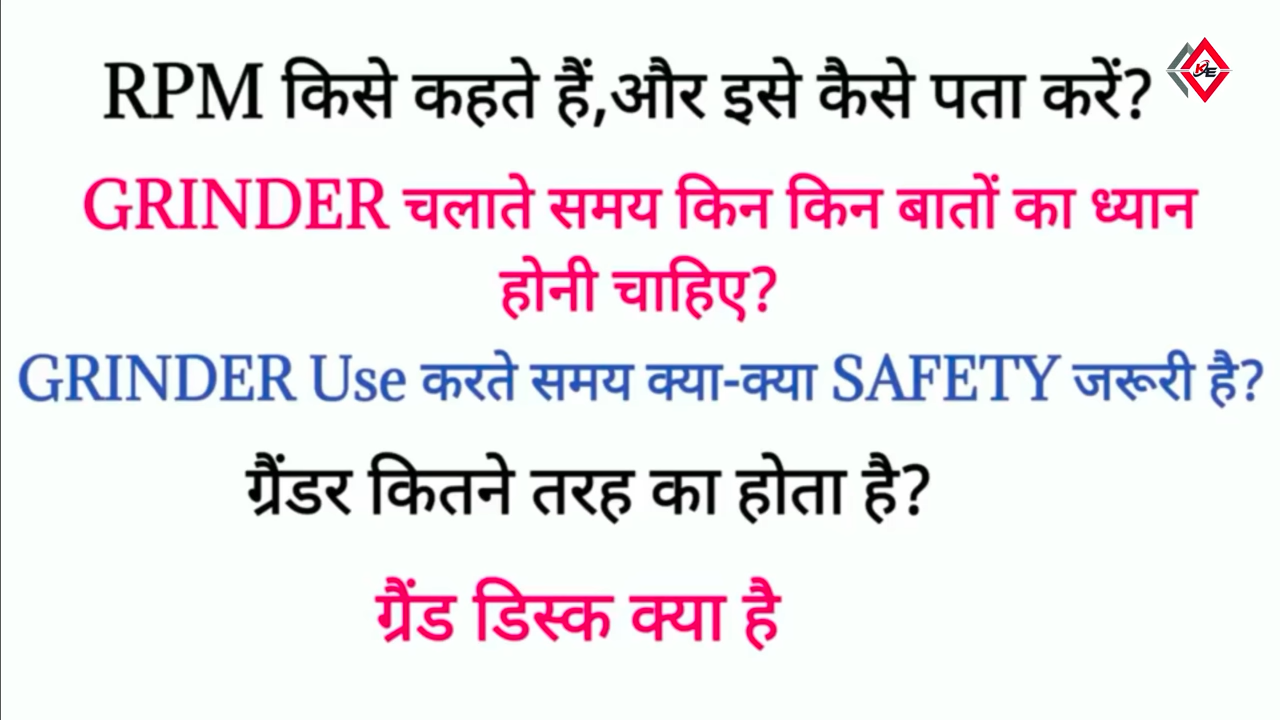 RPM किसे कहते हैं,और इसे कैसे पता करें?
GRINDER चलाते समय किन किन बातों का ध्यान
होनी चाहिए?
GRINDER Use करते समय क्या-क्या SAFETY जरूरी है?
ग्रैंडर कितने तरह का होता है?
ग्रैंड डिस्क क्या है